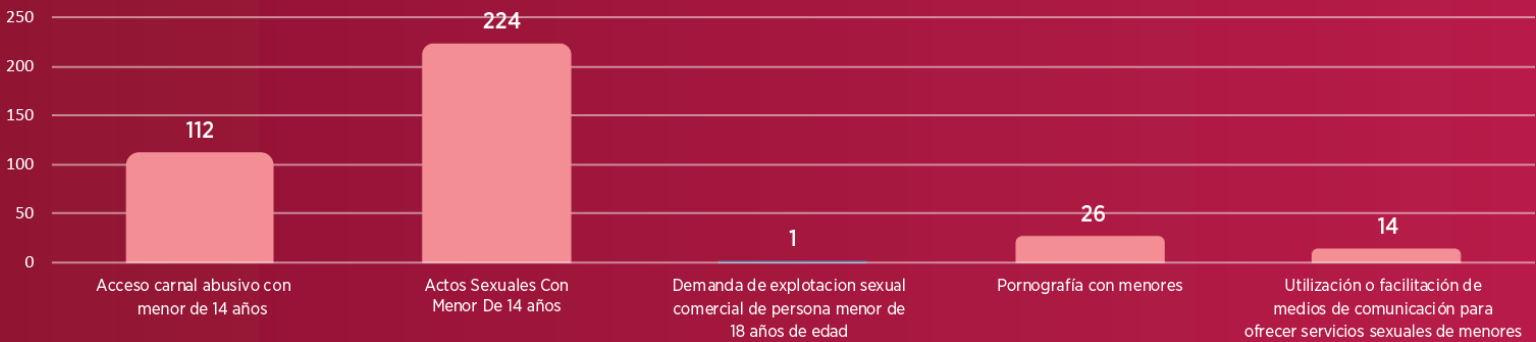 250
200
150
100
50
0
112
224
1
26
14
Acceso carnal abusivo con
menor de 14 años
Actos Sexuales Con
Menor De 14 años
Demanda de explotacion sexual
comercial de persona menor de
18 años de edad
Pornografía con menores
Utilización o facilitación de
medios de comunicación para
ofrecer servicios sexuales de menores